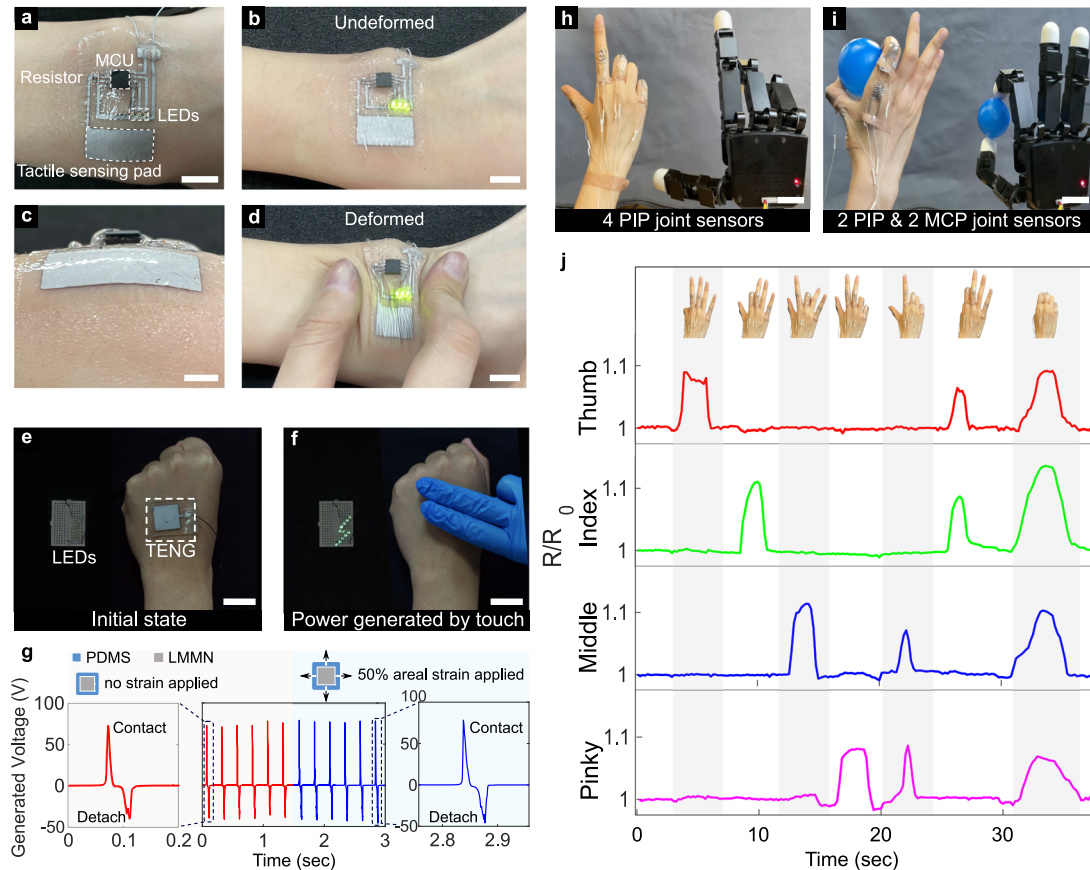 a
MCU
Resistor
LEDs
Tactile sensing pad
b
Undeformed
c
d
Deformed
e
LEDs
TENG
Initial state
f
Power generated by touch
g
PDMS
LMMN
no strain applied
50% areal strain applied
Generated Voltage (V)
100
50
0
-50
Contact
Detach
0
0.1
0.2
0
1
2
3
Time (sec)
100
50
0
-50
Contact
Detach
2.8
2.9
h
4 PIP joint sensors
i
2 PIP & 2 MCP joint sensors
j
R/R0
Thumb
1.1
1
Index
1.1
1
Middle
1.1
1
Pinky
1.1
1
0
10
20
30
Time (sec)